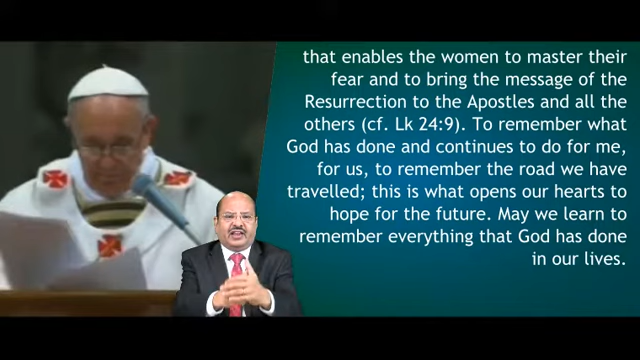 that enables the women to master their
fear and to bring the message of the
Resurrection to the Apostles and all the
others (cf. Lk 24:9). To remember what
God has done and continues to do for me,
for us, to remember the road we have
travelled; this is what opens our hearts to
hope for the future. May we learn to
remember everything that God has done
in our lives.